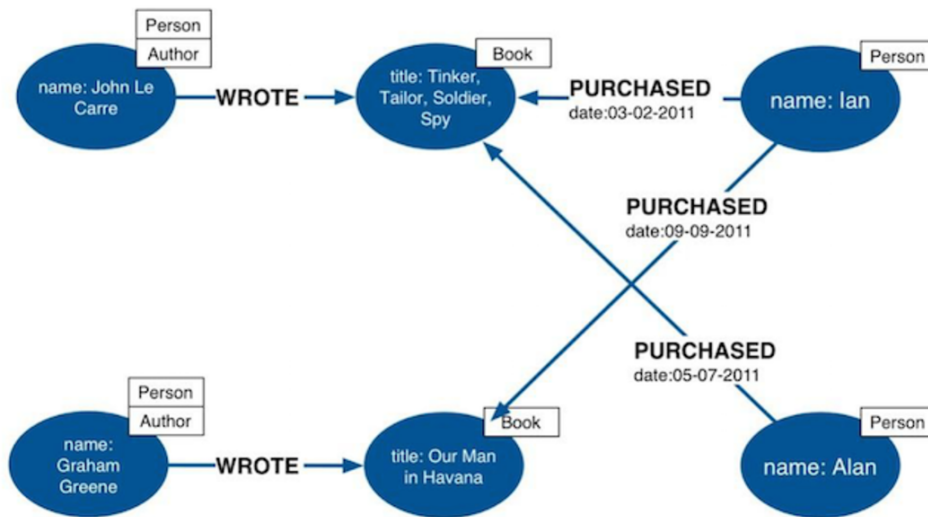 Person
Author
name: John Le
Carre
WROTE
Book
title: Tinker,
Tailor, Soldier,
Spy
PURCHASED
date:03-02-2011
Person
name: Ian
PURCHASED
date:09-09-2011
PURCHASED
date:05-07-2011
Person
Author
name:
Graham
Greene
WROTE
Book
title: Our Man
in Havana
Person
name: Alan